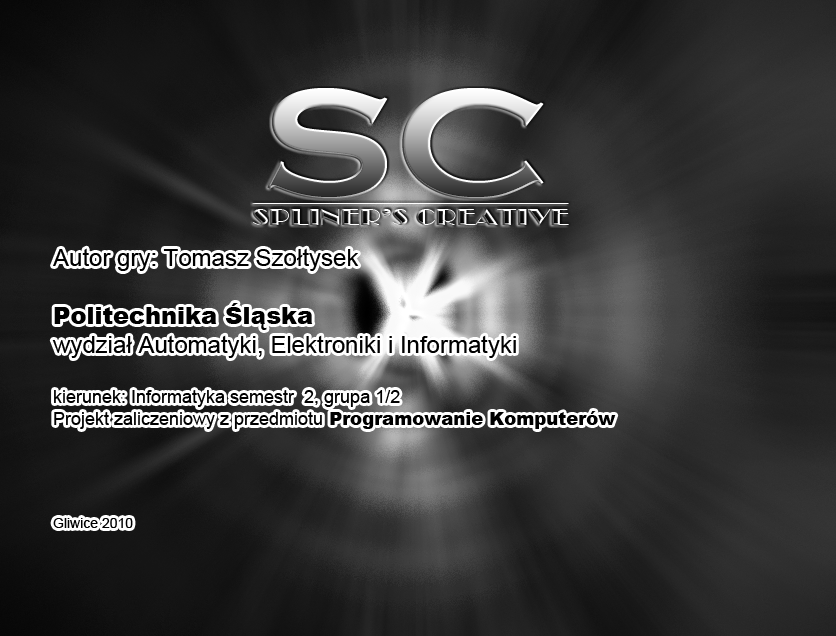 SC
SPLINER'S CREATIVE
Autor gry: Tomasz Szołtysek
Politechnika Śląska
wydział Automatyki, Elektroniki i Informatyki
kierunek: Informatyka semestr 2, grupa 1/2
Projekt zaliczeniowy z przedmiotu Programowanie Komputerów
Gliwice 2010